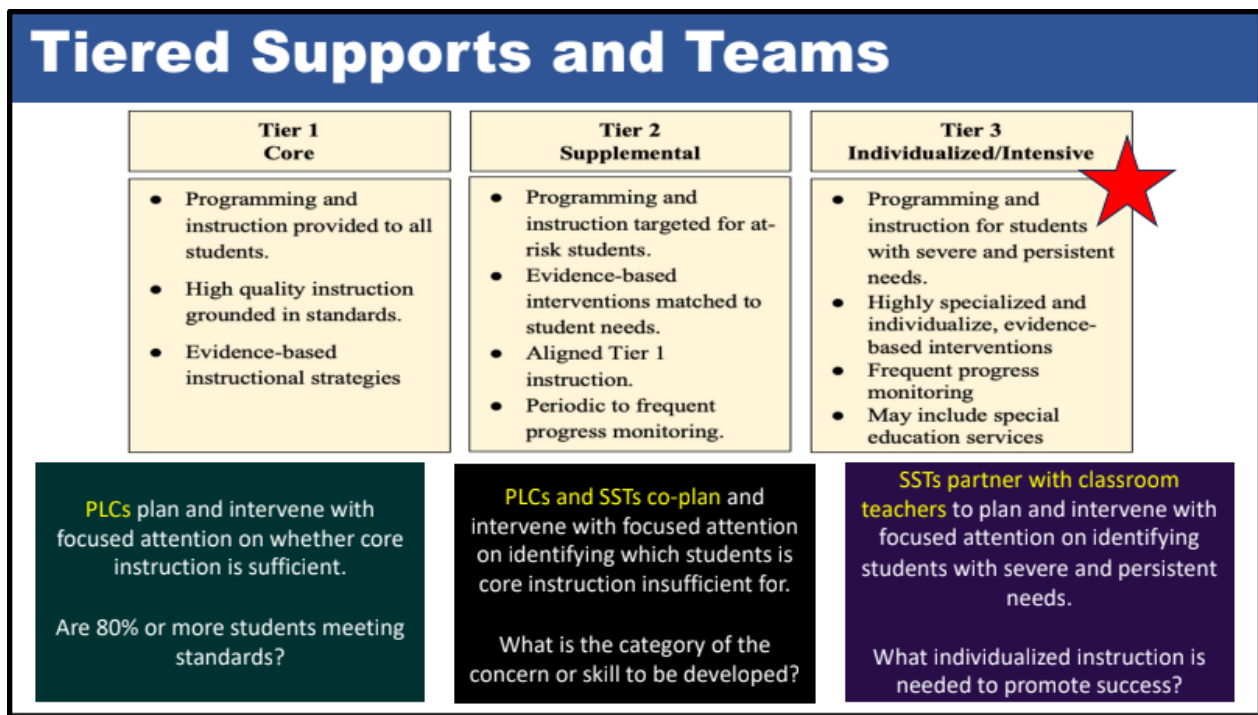 Tiered Supports and Teams
Tier 1
Core
Tier 2
Supplemental
Tier 3
Individualized/Intensive
• Programming and
instruction provided to all
students.
• High quality instruction
grounded in standards.
• Evidence-based
instructional strategies
• Programming and
instruction targeted for at-
risk students.
• Evidence-based
interventions matched to
student needs.
• Aligned Tier 1
instruction.
• Periodic to frequent
progress monitoring.
• Programming and
instruction for students
with severe and persistent
needs.
• Highly specialized and
individualize, evidence-
based interventions
• Frequent progress
monitoring
• May include special
education services
PLCs plan and intervene with
focused attention on whether core
instruction is sufficient.
Are 80% or more students meeting
standards?
PLCs and SSTs co-plan and
intervene with focused attention
on identifying which students is
core instruction insufficient for.
What is the category of the
concern or skill to be developed?
SSTs partner with classroom
teachers to plan and intervene with
focused attention on identifying
students with severe and persistent
needs.
What individualized instruction is
needed to promote success?